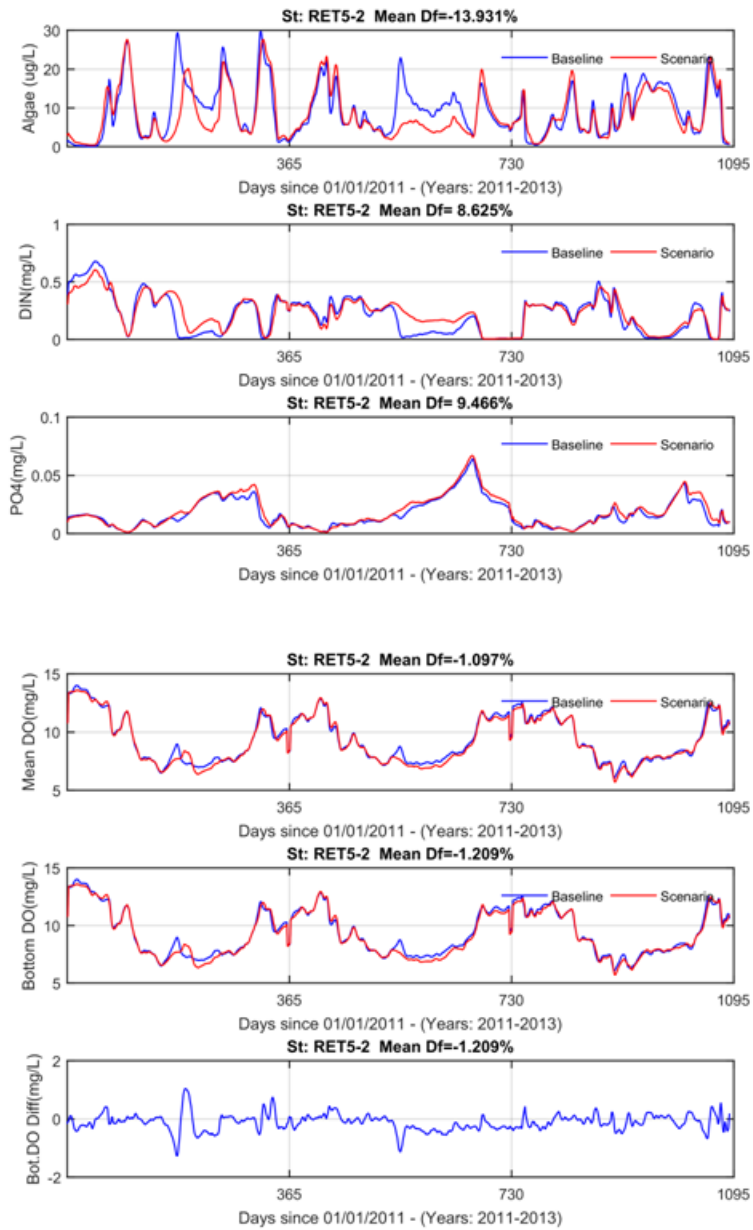 St: RET5-2 Mean Df=-13.931%
30
20
10
0
Algae (ug/L)
Baseline
Scenario
365
730
1095
Days since 01/01/2011 - (Years: 2011-2013)
St: RET5-2 Mean Df= 8.625%
1
0.5
0
DIN(mg/L)
Baseline
Scenario
365
730
1095
Days since 01/01/2011 - (Years: 2011-2013)
St: RET5-2 Mean Df= 9.466%
0.1
0.05
0
PO4(mg/L)
Baseline
Scenario
365
730
1095
Days since 01/01/2011 - (Years: 2011-2013)
St: RET5-2 Mean Df=-1.097%
15
10
5
Mean DO(mg/L)
Baseline
Scenario
365
730
1095
Days since 01/01/2011 - (Years: 2011-2013)
St: RET5-2 Mean Df=-1.209%
15
10
5
Bottom DO(mg/L)
Baseline
Scenario
365
730
1095
Days since 01/01/2011 - (Years: 2011-2013)
St: RET5-2 Mean Df=-1.209%
2
0
-2
Bot.DO Diff(mg/L)
365
730
1095
Days since 01/01/2011 - (Years: 2011-2013)